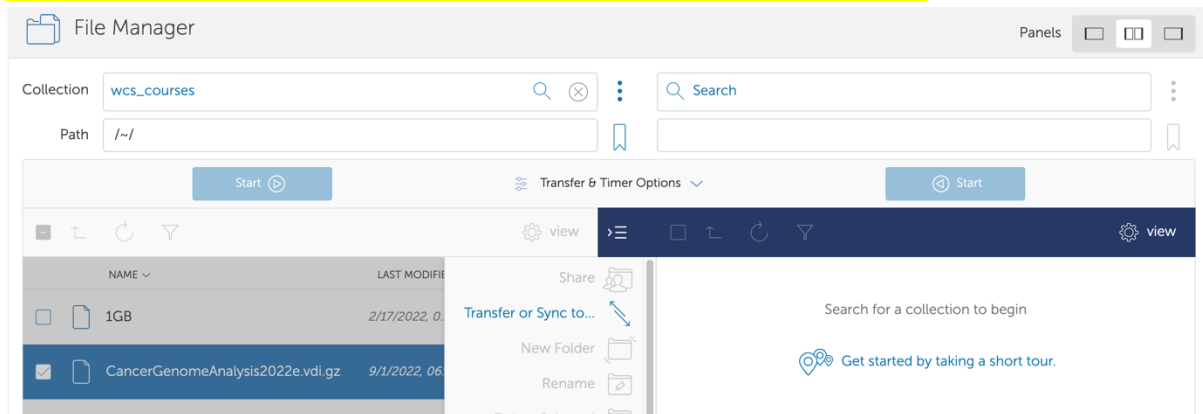 File Manager
Panels
Collection wcs_courses
Search
Path /~/
Start
Transfer & Timer Options
Start
view
view
NAME
LAST MODIFIE
Share
1GB
2/17/2022, 0
Transfer or Sync to...
Search for a collection to begin
New Folder
CancerGenomeAnalysis2022e.vdi.gz
9/1/2022, 06:
Get started by taking a short tour.
Rename